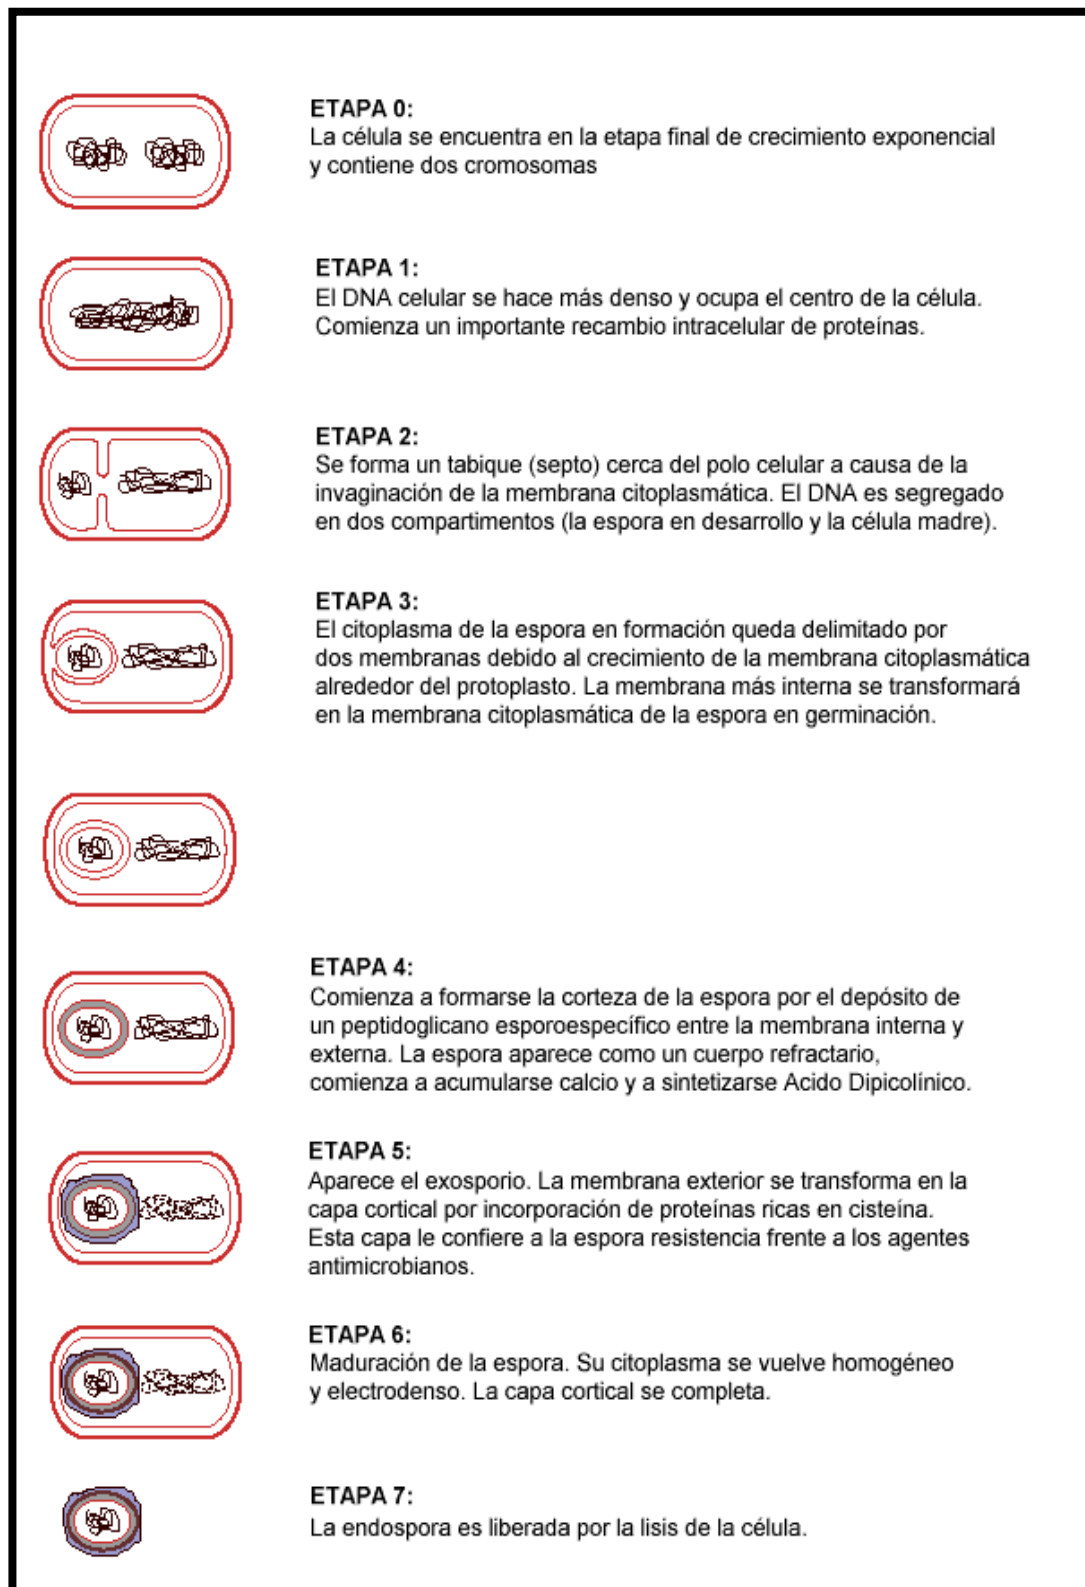 ETAPA 0:
La célula se encuentra en la etapa final de crecimiento exponencial
y contiene dos cromosomas
ETAPA 1:
El DNA celular se hace más denso y ocupa el centro de la célula.
Comienza un importante recambio intracelular de proteínas.
ETAPA 2:
Se forma un tabique (septo) cerca del polo celular a causa de la
invaginación de la membrana citoplasmática. El DNA es segregado
en dos compartimentos (la espora en desarrollo y la célula madre).
ETAPA 3:
El citoplasma de la espora en formación queda delimitado por
dos membranas debido al crecimiento de la membrana citoplasmática
alrededor del protoplasto. La membrana más interna se transformará
en la membrana citoplasmática de la espora en germinación.
ETAPA 4:
Comienza a formarse la corteza de la espora por el depósito de
un peptidoglicano esporoespecífico entre la membrana interna y
externa. La espora aparece como un cuerpo refractario,
comienza a acumularse calcio y a sintetizarse Acido Dipicolínico.
ETAPA 5:
Aparece el exosporio. La membrana exterior se transforma en la
capa cortical por incorporación de proteínas ricas en cisteína.
Esta capa le confiere a la espora resistencia frente a los agentes
antimicrobianos.
ETAPA 6:
Maduración de la espora. Su citoplasma se vuelve homogéneo
y electrodenso. La capa cortical se completa.
ETAPA 7:
La endospora es liberada por la lisis de la célula.